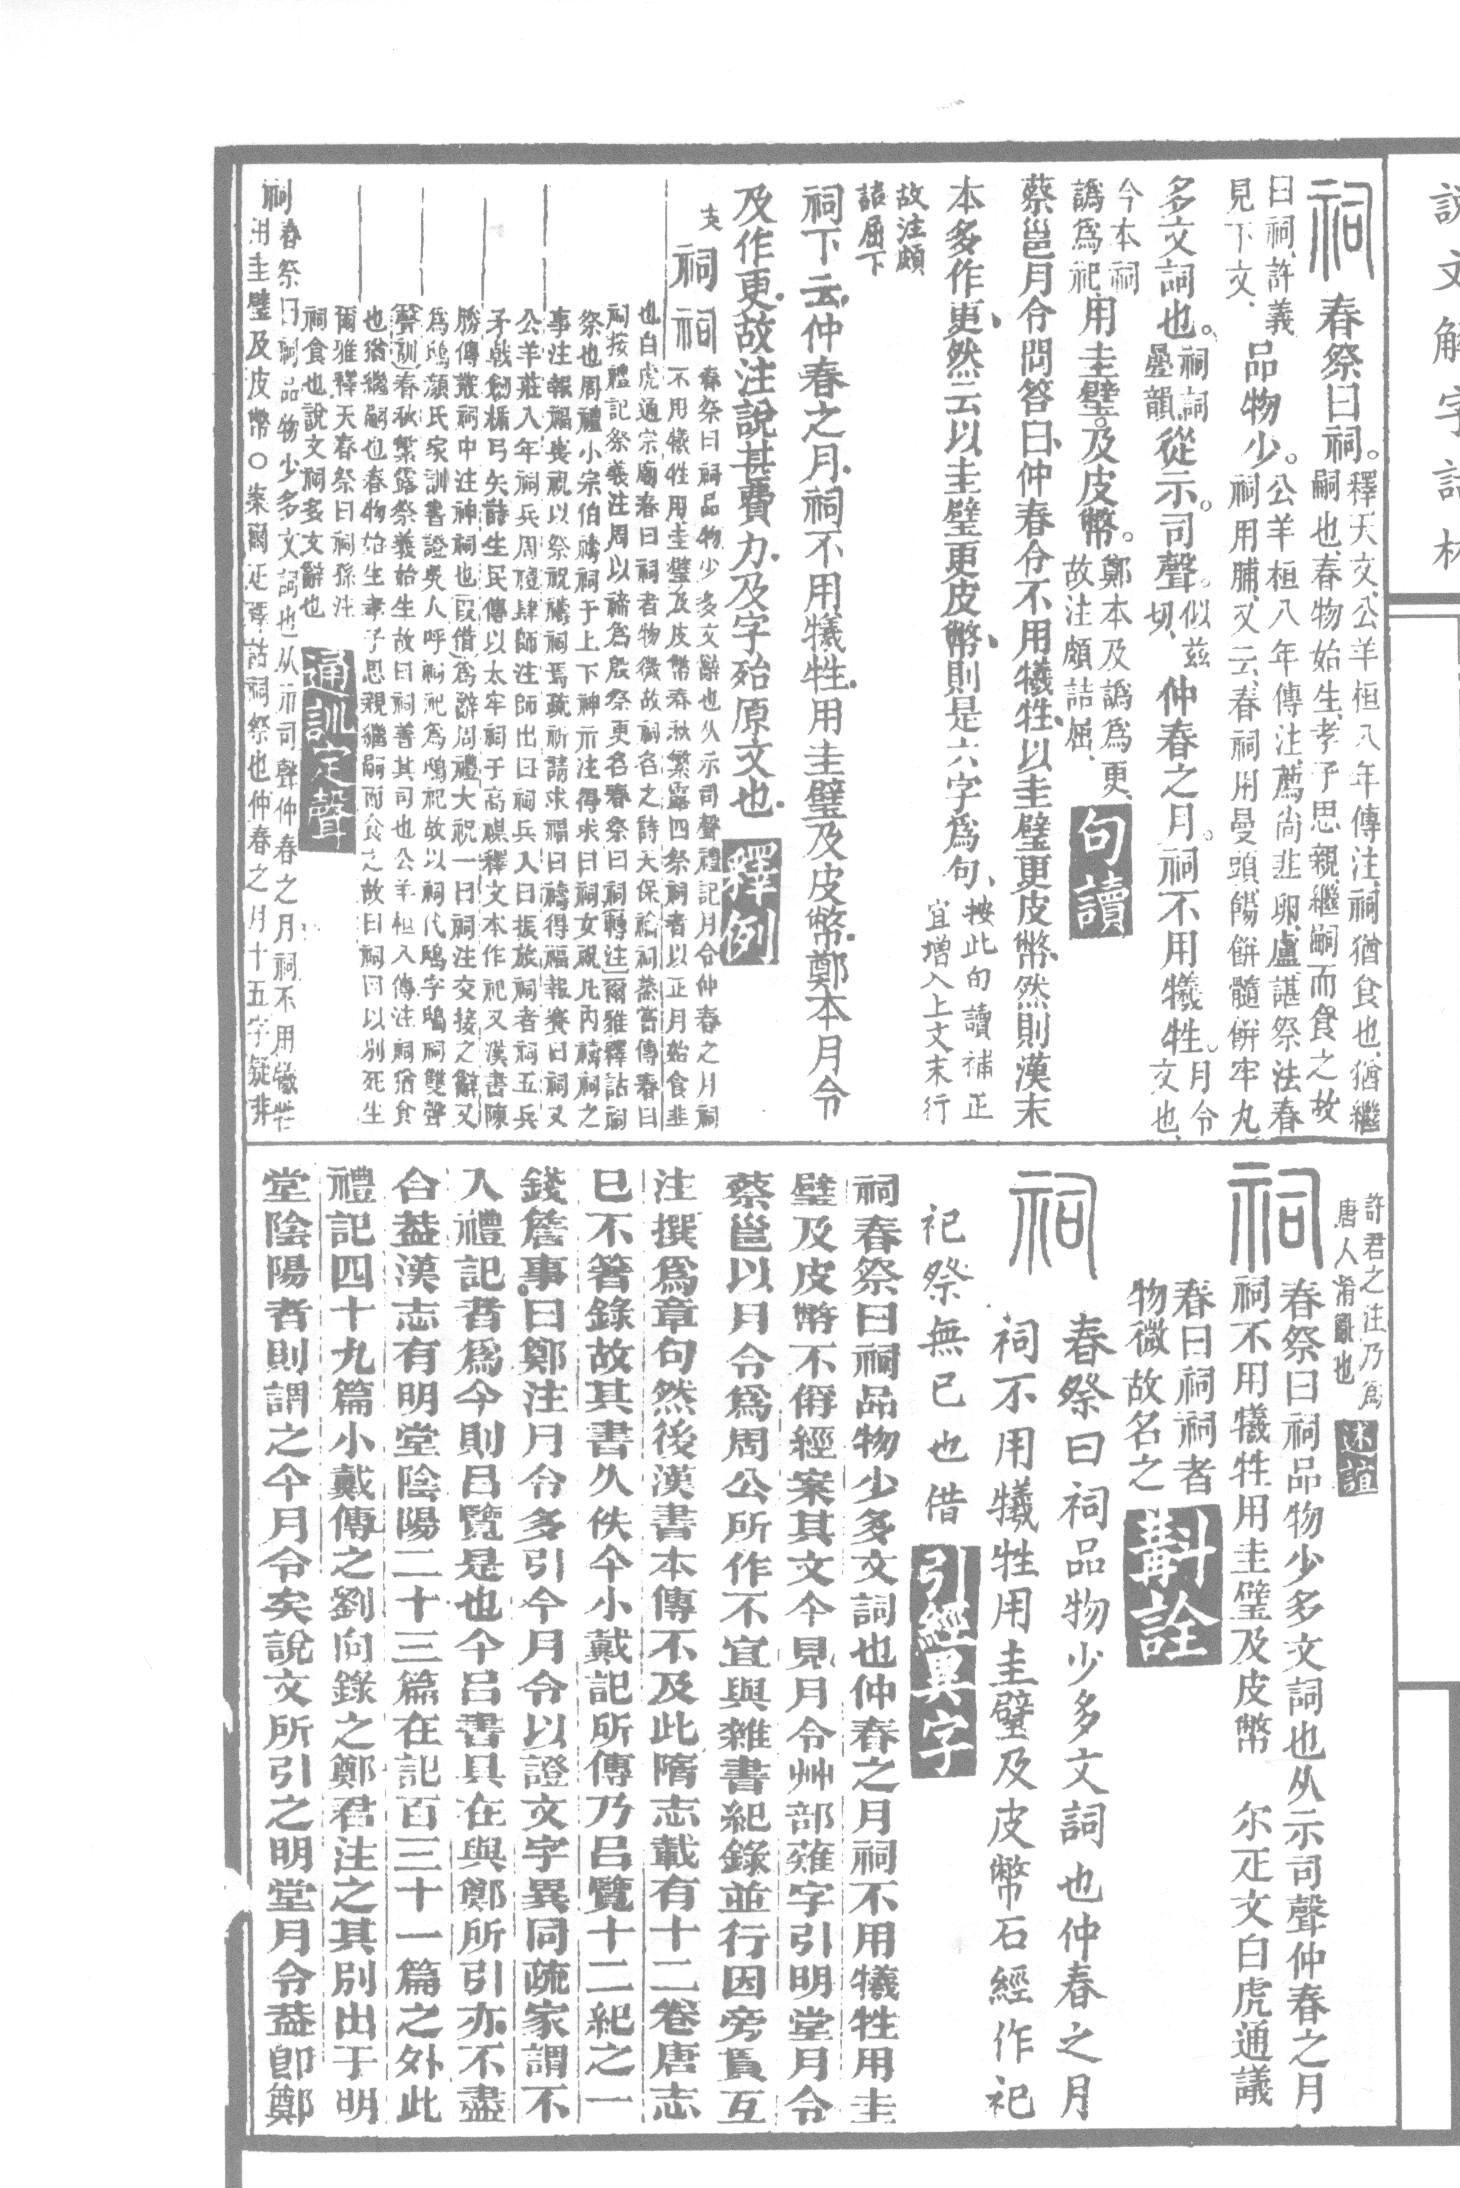 說文解字詁林
祠 春祭曰祠。釋天文、公羊桓八年傳注、祠猶食也、猶繼
嗣也、春物始生、孝子思親、繼嗣而食之、故
曰祠、許義
見下文、
品物少。公羊桓八年傳注、薦尚韭卵、盧諶祭法、春
祠用脯、又云、春祠用曼頭餳餅髓餅牢九、
多文詞也。祠詞
疊韻
從示。司聲。似兹
切、
仲春之月。祠不用犧牲。月令
文也、
今本祠
譌爲祀
用圭璧。及皮幣。鄭本及譌爲更、
故注頗詰屈、
句讀
蔡邕月令問答曰、仲春令不用犧牲、以圭璧更皮幣、然則漢末
本多作更、然云以圭璧更皮幣、則是六字爲句、按此句讀補正
宜增入上文末行
故注頗
詰屈下
祠下云、仲春之月、祠不用犧牲、用圭璧及皮幣、鄭本月令
及作更、故注說甚費力、及字殆原文也、
釋例
祠 祠 春祭曰祠品物少多文辭也从示司聲禮記月令仲春之月祠
不用犧牲用圭璧及皮幣春秋繁露四祭祠者以正月始食韭
也白虎通宗廟春曰祠者物微故祠名之詩天保禴祠烝嘗傳春曰
祠按禮記祭義注周以禘爲殷祭更名春祭曰祠〔轉注〕爾雅釋詁祠
祭也周禮小宗伯禱祠于上下神示注得求曰祠女祝凡內禱祠之
事注報福喪祝以祭祝禱祠焉疏祈請求福曰禱得福報賽曰祠又
公羊莊八年祠兵周禮肆師注師出曰祠兵入曰振旅祠者祠五兵
矛戟劒楯弓矢詩生民傳以太牢祠于高禖釋文本作祀又漢書陳
勝傳叢祠中注神祠也〔叚借〕爲辭周禮大祝一曰祠注交接之辭又
爲鴟顏氏家訓書證吳人呼祠祀爲鴟祀故以祠代鴟字鴟祠雙聲
〔聲訓〕春秋繁露祭義始生故曰祠善其司也公羊桓八傳注祠猶食
也猶繼嗣也春物始生孝子思親繼嗣而食之故曰祠因以別死生
爾雅釋天春祭曰祠孫注
祠食也說文祠多文辭也
通訓定聲
祠 春祭曰祠品物少多文詞也从示司聲仲春之月祠不用犧牲
用圭璧及皮幣○案爾疋釋詁祠祭也仲春之月十五字疑非
許君之注乃爲
唐人淆亂也
述誼
祠 春祭曰祠品物少多文詞也从示司聲仲春之月
祠不用犧牲用圭璧及皮幣 尔疋文白虎通議
春曰祠祠者
物微故名之
斠詮
祠 春祭曰祠品物少多文詞也仲春之月
祠不用犧牲用圭璧及皮幣石經作祀
祀祭無已也借
引經異字
祠春祭曰祠品物少多文詞也仲春之月祠不用犧牲用圭
璧及皮幣不偁經案其文今見月令艸部薙字引明堂月令
蔡邕以月令爲周公所作不宜與雜書紀錄並行因旁貫互
注撰爲章句然後漢書本傳不及此隋志載有十二卷唐志
已不箸錄故其書久佚今小戴記所傳乃呂覽十二紀之一
錢詹事曰鄭注月令多引今月令以證文字異同疏家謂不
入禮記者爲今則呂覽是也今呂書具在與鄭所引亦不盡
合葢漢志有明堂陰陽三十三篇在記百三十一篇之外此
禮記四十九篇小戴傳之劉向錄之鄭君注之其別出于明
堂陰陽者則謂之今月令矣說文所引之明堂月令葢卽鄭